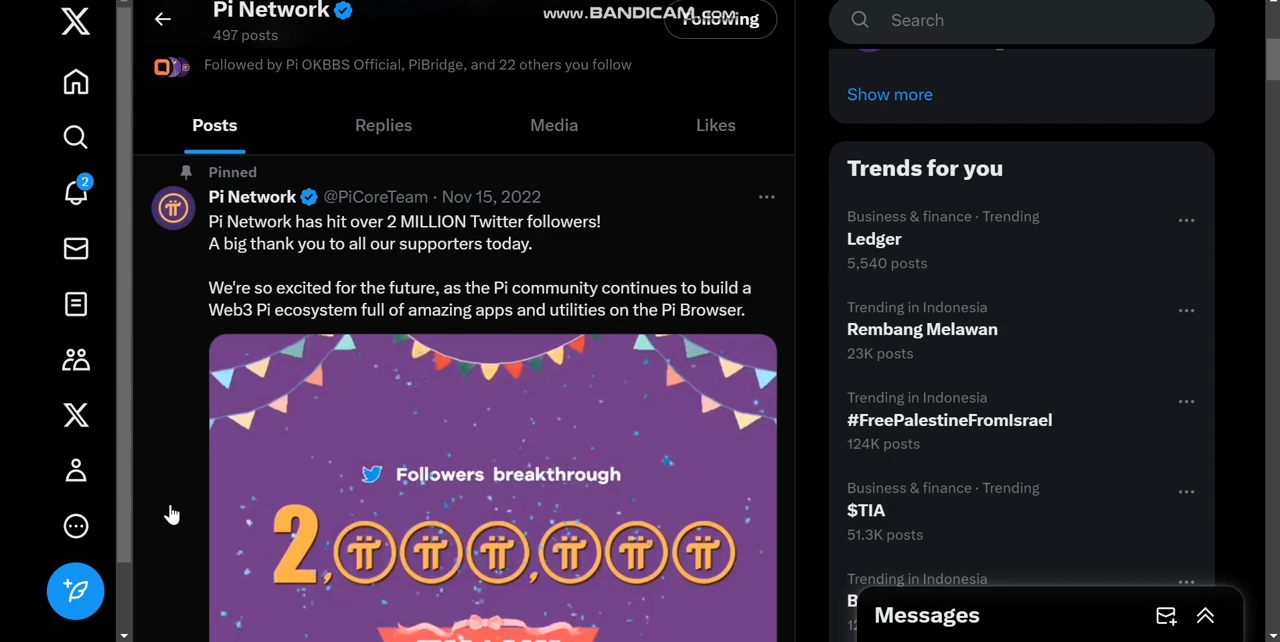 Pi Network
497 posts
www.BANDICAM.com
Following
Followed by Pi OKBBS Official, PiBridge, and 22 others you follow
Posts
Replies
Media
Likes
Pinned
Pi Network @PiCoreTeam · Nov 15, 2022
Pi Network has hit over 2 MILLION Twitter followers!
A big thank you to all our supporters today.
We're so excited for the future, as the Pi community continues to build a
Web3 Pi ecosystem full of amazing apps and utilities on the Pi Browser.
Followers breakthrough
2,
2
Search
Show more
Trends for you
Business & finance · Trending
Ledger
5,540 posts
Trending in Indonesia
Rembang Melawan
23K posts
Trending in Indonesia
#FreePalestineFromIsrael
124K posts
Business & finance · Trending
$TIA
51.3K posts
Trending in Indonesia
Messages